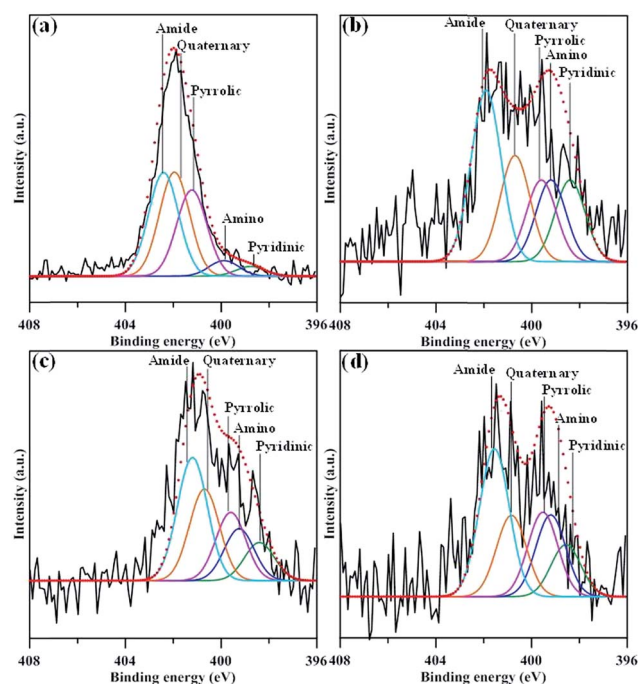 (a)
Amide
Quaternary
Pyrrolic
Amino
Pyridinic
Intensity (a.u.)
408 404 400 396
Binding energy (eV)
(b)
Amide
Quaternary
Pyrrolic
Amino
Pyridinic
Intensity (a.u.)
408 404 400 396
Binding energy (eV)
(c)
Amide
Quaternary
Pyrrolic
Amino
Pyridinic
Intensity (a.u.)
408 404 400 396
Binding energy (eV)
(d)
Amide
Quaternary
Pyrrolic
Amino
Pyridinic
Intensity (a.u.)
408 404 400 396
Binding energy (eV)